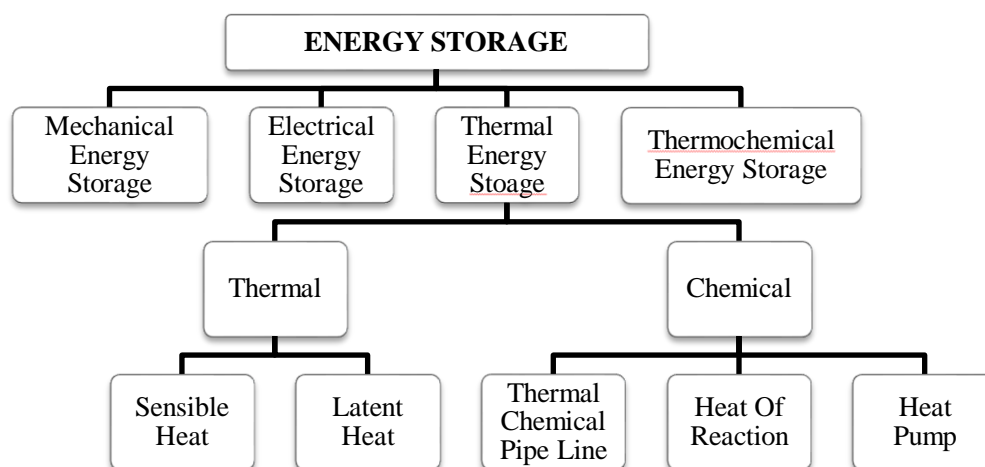 ENERGY STORAGE
Mechanical
Energy
Storage
Electrical
Energy
Storage
Thermal
Energy
Stoage
Thermochemical
Energy Storage
Thermal
Chemical
Sensible
Heat
Latent
Heat
Thermal
Chemical
Pipe Line
Heat Of
Reaction
Heat
Pump